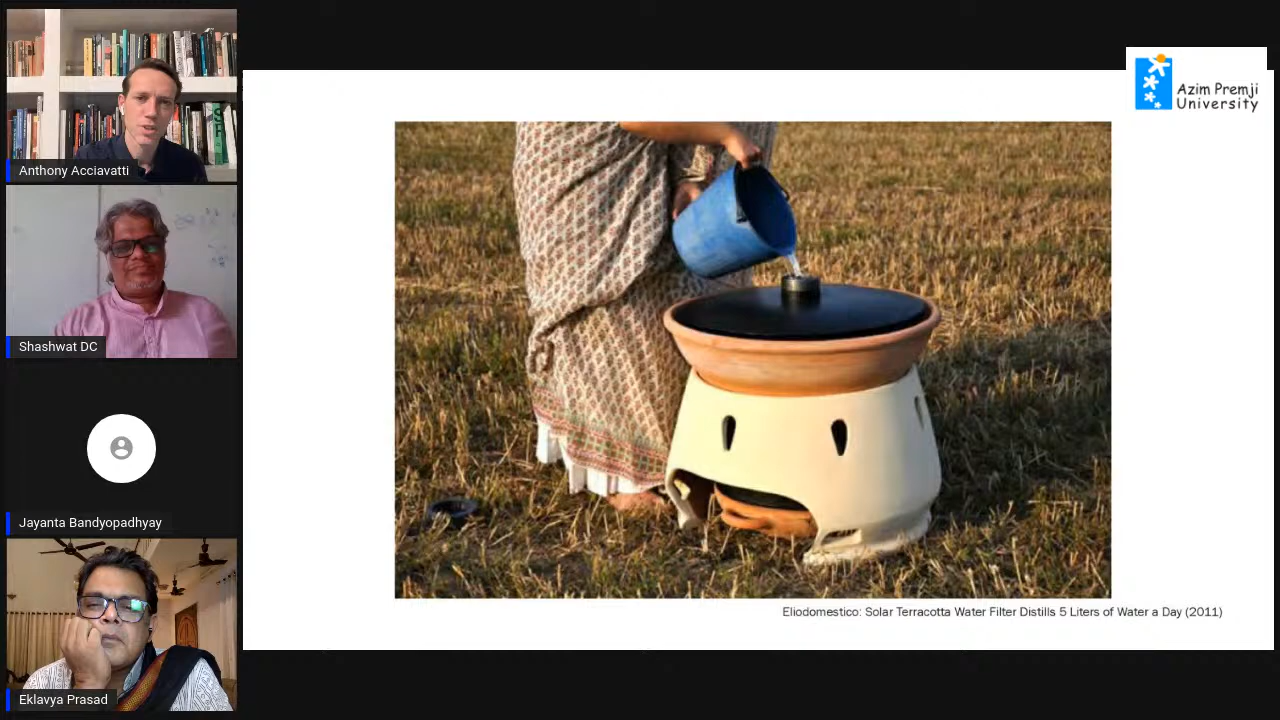 Anthony Acciavatti
Shashwat DC
Jayanta Bandyopadhyay
Eklavya Prasad
Azim Premji
University
Eliodomestico: Solar Terracotta Water Filter Distills 5 Liters of Water a Day (2011)